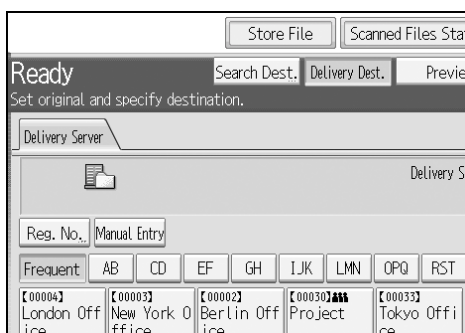 Store File Scanned Files Sta
Ready Search Dest. Delivery Dest. Previe
Set original and specify destination.
Delivery Server
Delivery S
Reg. No. Manual Entry
Frequent AB CD EF GH IJK LMN OPQ RST
[00004] [00003] [00002] [00030] [00033]
London Off New York O Berlin Off Project Tokyo Offi
ice ffice ice ce